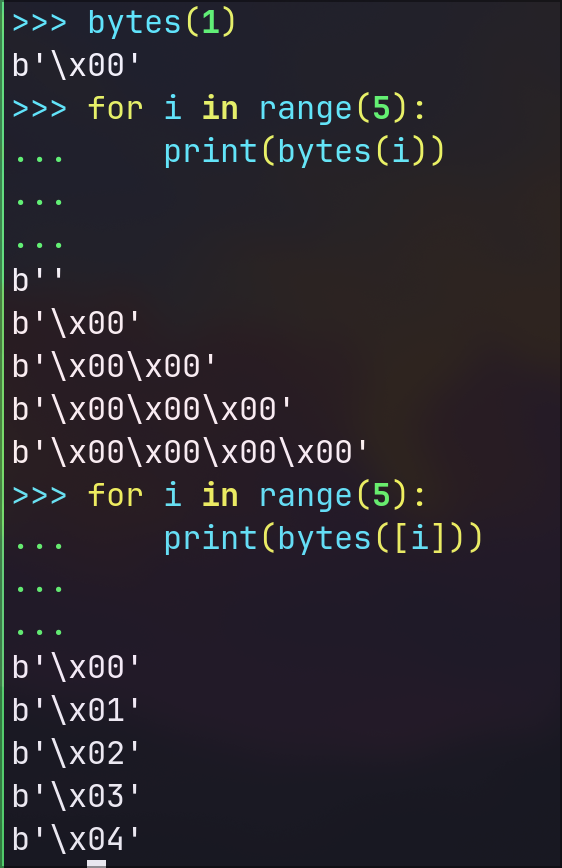 >>> bytes(1)
b'\x00'
>>> for i in range(5):
...     print(bytes(i))
...
...
b''
b'\x00'
b'\x00\x00'
b'\x00\x00\x00'
b'\x00\x00\x00\x00'
>>> for i in range(5):
...     print(bytes([i]))
...
...
b'\x00'
b'\x01'
b'\x02'
b'\x03'
b'\x04'